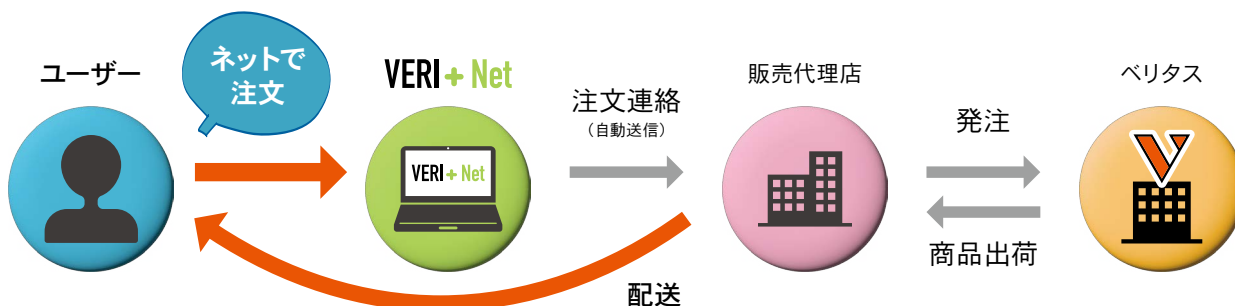 ユーザー
ネットで
注文
VERI + Net
VERI + Net
注文連絡
（自動送信）
販売代理店
発注
商品出荷
ベリタス
配送